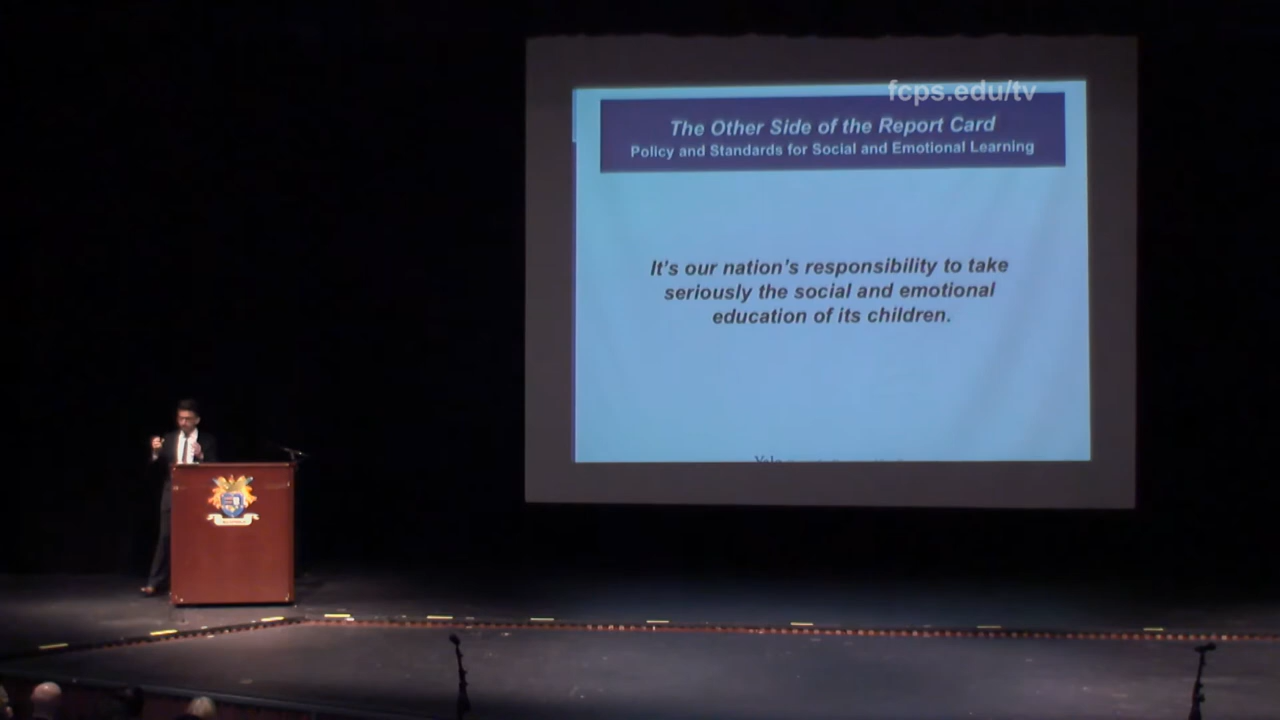 fcps.edu/tv
The Other Side of the Report Card
Policy and Standards for Social and Emotional Learning
It's our nation's responsibility to take
seriously the social and emotional
education of its children.